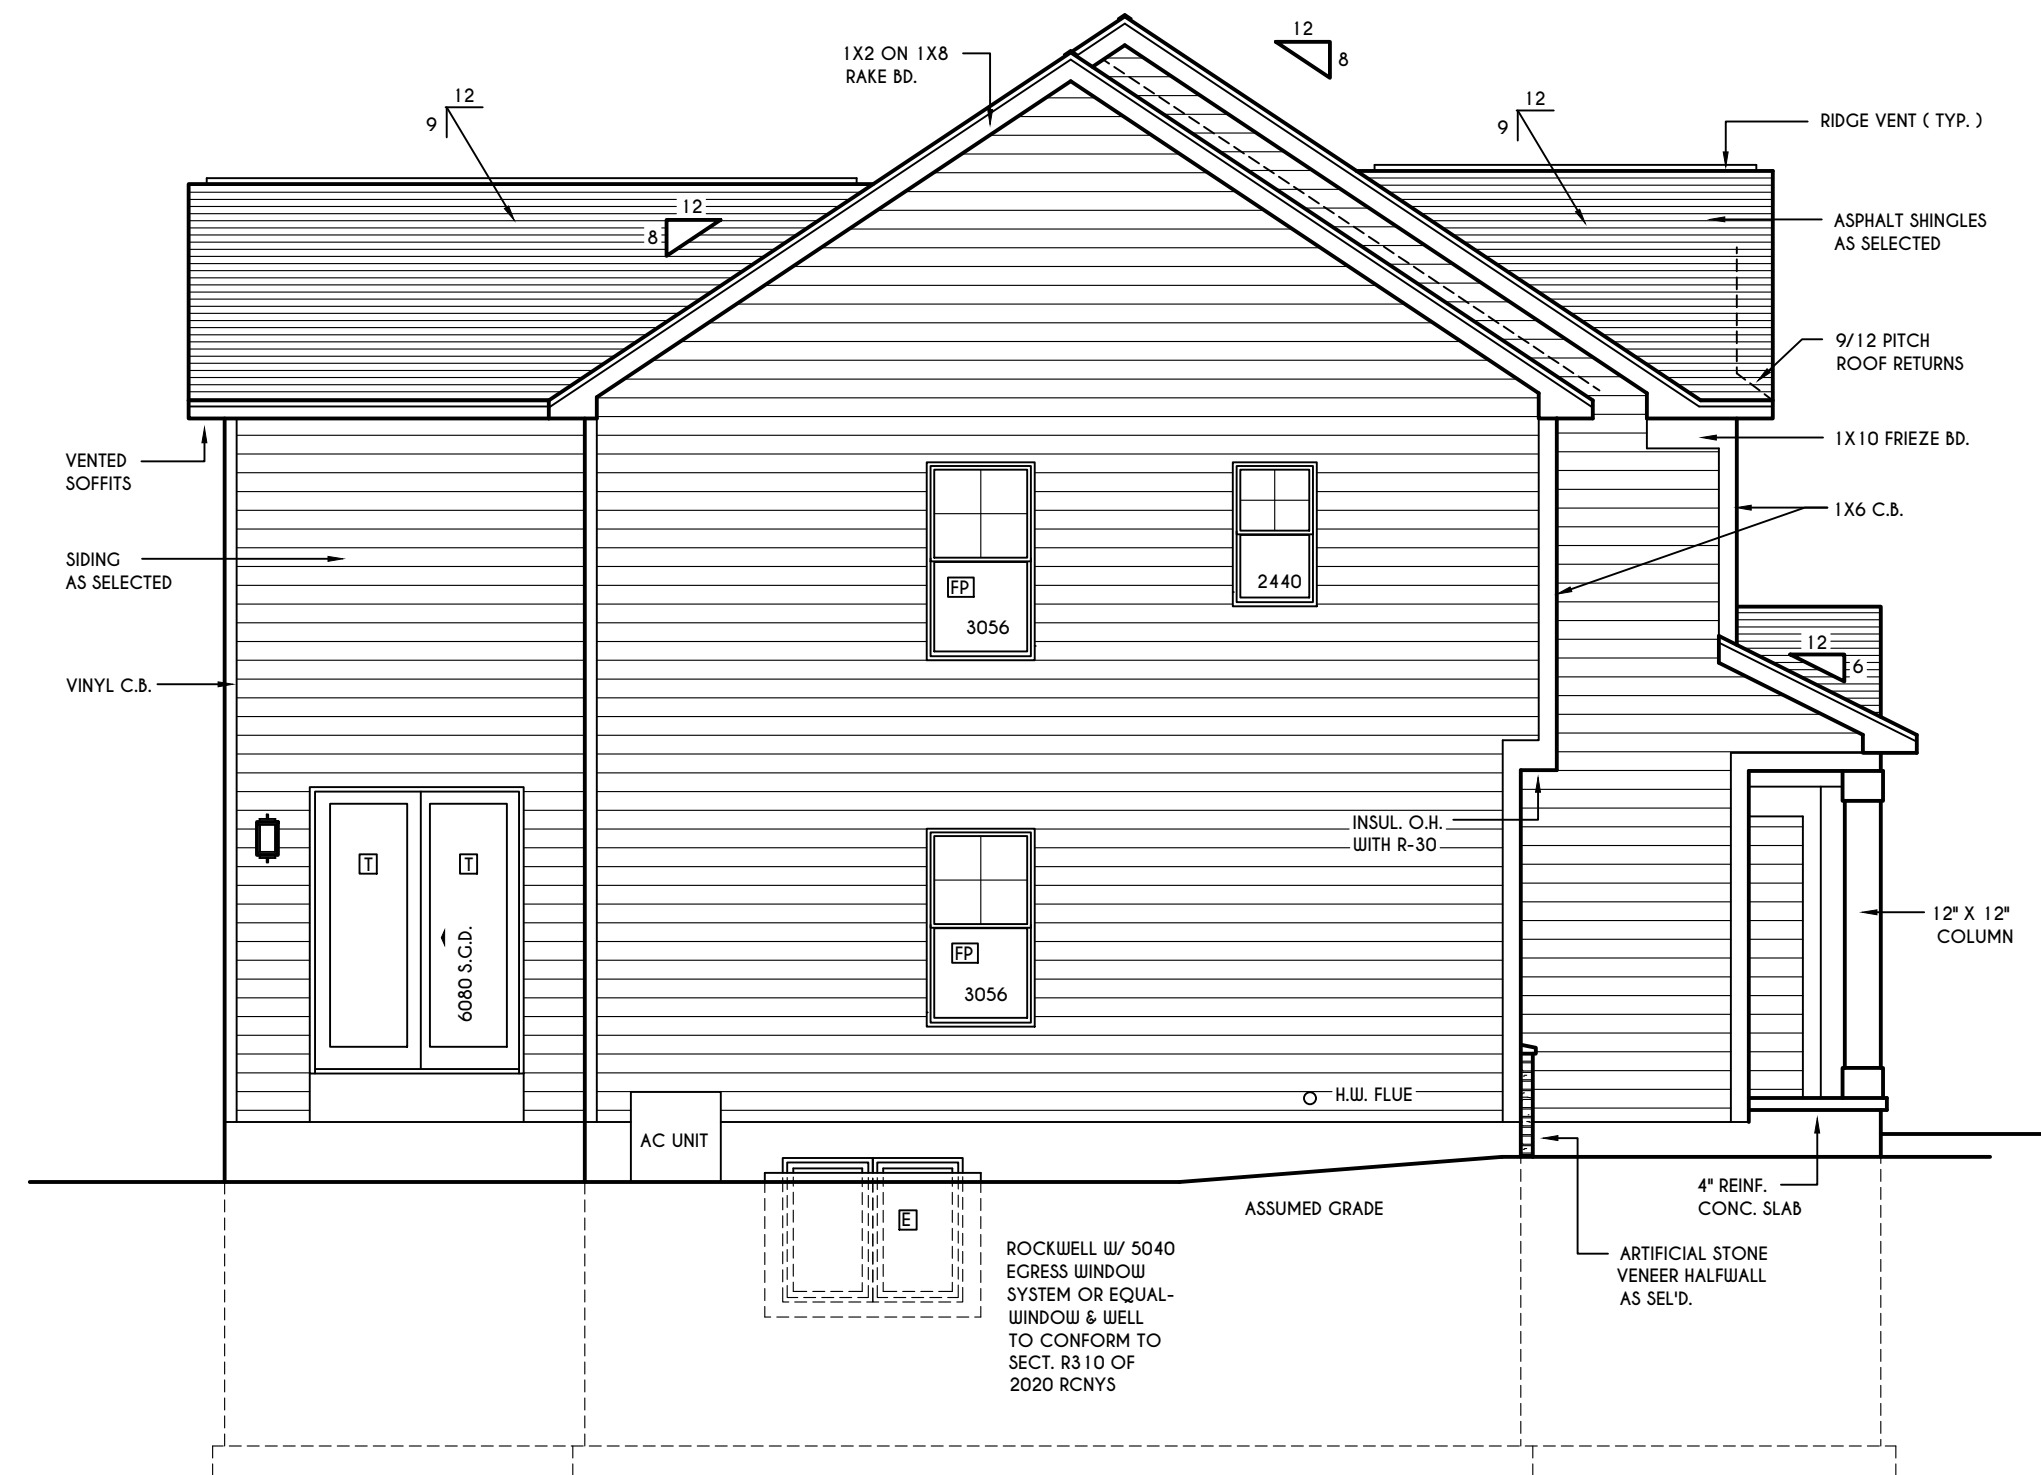 12
8
1X2 ON 1X8
RAKE BD.
12
9
12
9
RIDGE VENT ( TYP. )
12
8
ASPHALT SHINGLES
AS SELECTED
9/12 PITCH
ROOF RETURNS
VENTED
SOFFITS
1X10 FRIEZE BD.
1X6 C.B.
SIDING
AS SELECTED
FP
3056
2440
12
6
VINYL C.B.
INSUL. O.H.
WITH R-30
T
T
6080 S.G.D.
FP
3056
12" X 12"
COLUMN
H.W. FLUE
AC UNIT
4" REINF.
CONC. SLAB
ASSUMED GRADE
E
ROCKWELL W/ 5040
EGRESS WINDOW
SYSTEM OR EQUAL-
WINDOW & WELL
TO CONFORM TO
SECT. R310 OF
2020 RCNYS
ARTIFICIAL STONE
VENEER HALFWALL
AS SEL'D.